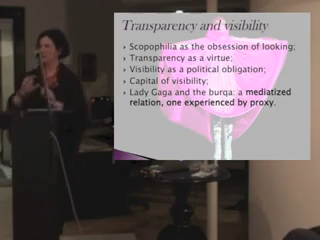 Transparency and visibility
Scopophilia as the obsession of looking;
Transparency as a virtue;
Visibility as a political obligation;
Capital of visibility;
Lady Gaga and the burqa: a mediatized
relation, one experienced by proxy.